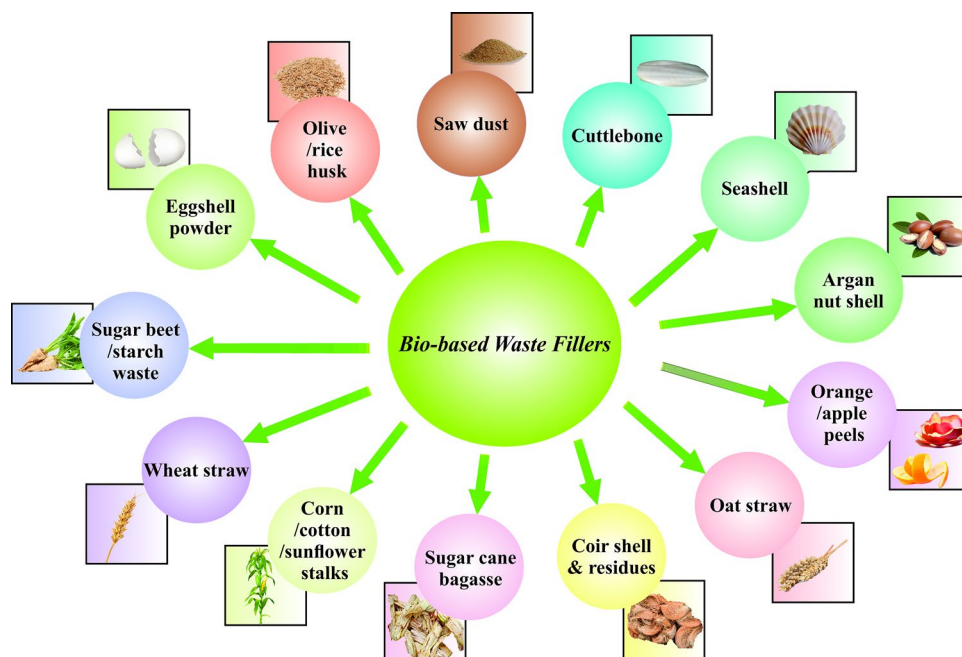 Bio-based Waste Fillers
Saw dust
Cuttlebone
Seashell
Argan
nut shell
Orange
/apple
peels
Oat straw
Coir shell
& residues
Sugar cane
bagasse
Corn
/cotton
/sunflower
stalks
Wheat straw
Sugar beet
/starch
waste
Eggshell
powder
Olive
/rice
husk